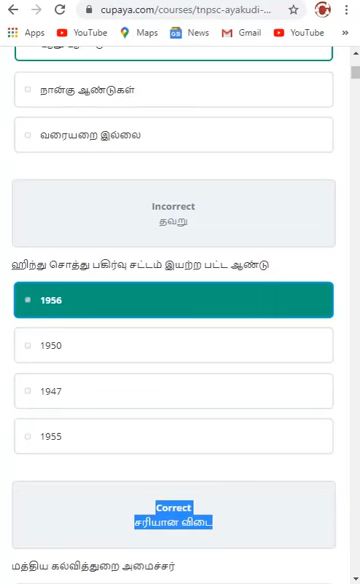 cupaya.com/courses/tnpsc-ayakudi-...
Apps YouTube Maps News Gmail YouTube »
நான்கு ஆண்டுகள்
வரையறை இல்லை
Incorrect
தவறு
ஹிந்து சொத்து பகிர்வு சட்டம் இயற்ற பட்ட ஆண்டு
1956
1950
1947
1955
Correct
சரியான விடை
மத்திய கல்வித்துறை அமைச்சர்